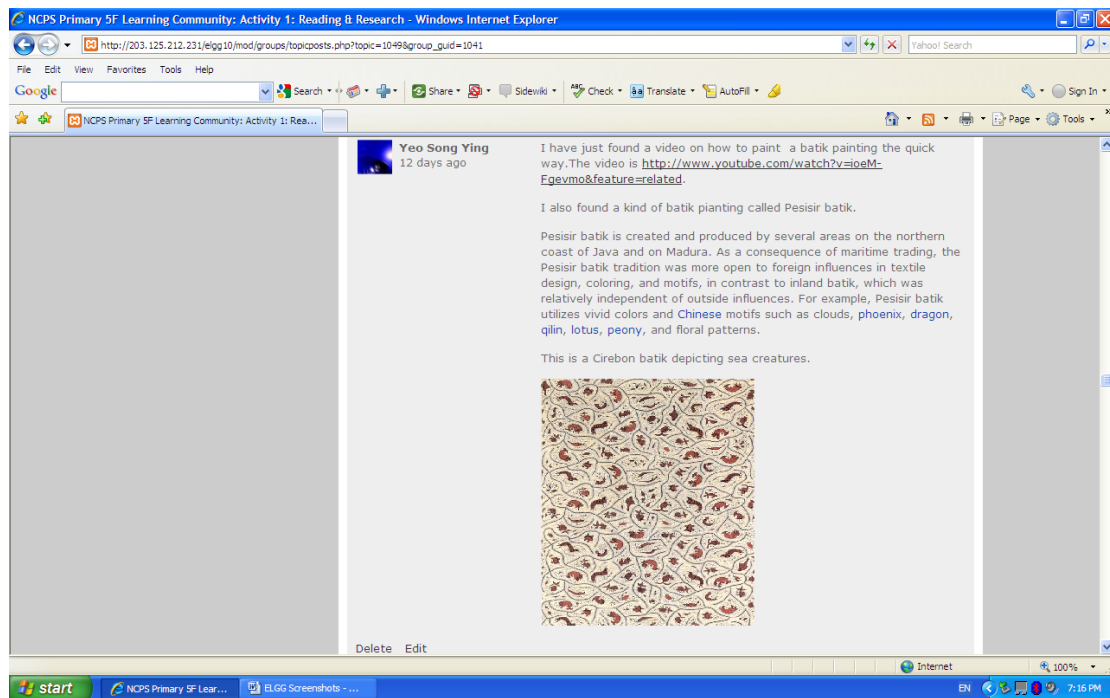 NCPS Primary 5F Learning Community: Activity 1: Reading & Research - Windows Internet Explorer
http://203.125.212.231/elgg10/mod/groups/topicposts.php?topic=1049&group_guid=1041
Yahoo! Search
File Edit View Favorites Tools Help
Google Search Share Sidewiki Check Translate AutoFill Sign In
NCPS Primary 5F Learning Community: Activity 1: Rea... Page Tools
Yeo Song Ying
12 days ago
I have just found a video on how to paint a batik painting the quick
way.The video is http://www.youtube.com/watch?v=ioeM-
Fgevmo&feature=related.
I also found a kind of batik pianting called Pesisir batik.
Pesisir batik is created and produced by several areas on the northern
coast of Java and on Madura. As a consequence of maritime trading, the
Pesisir batik tradition was more open to foreign influences in textile
design, coloring, and motifs, in contrast to inland batik, which was
relatively independent of outside influences. For example, Pesisir batik
utilizes vivid colors and Chinese motifs such as clouds, phoenix, dragon,
qilin, lotus, peony, and floral patterns.
This is a Cirebon batik depicting sea creatures.
Delete Edit
Internet 100%
start NCPS Primary 5F Lear... ELGG Screenshots - ... EN 7:16 PM